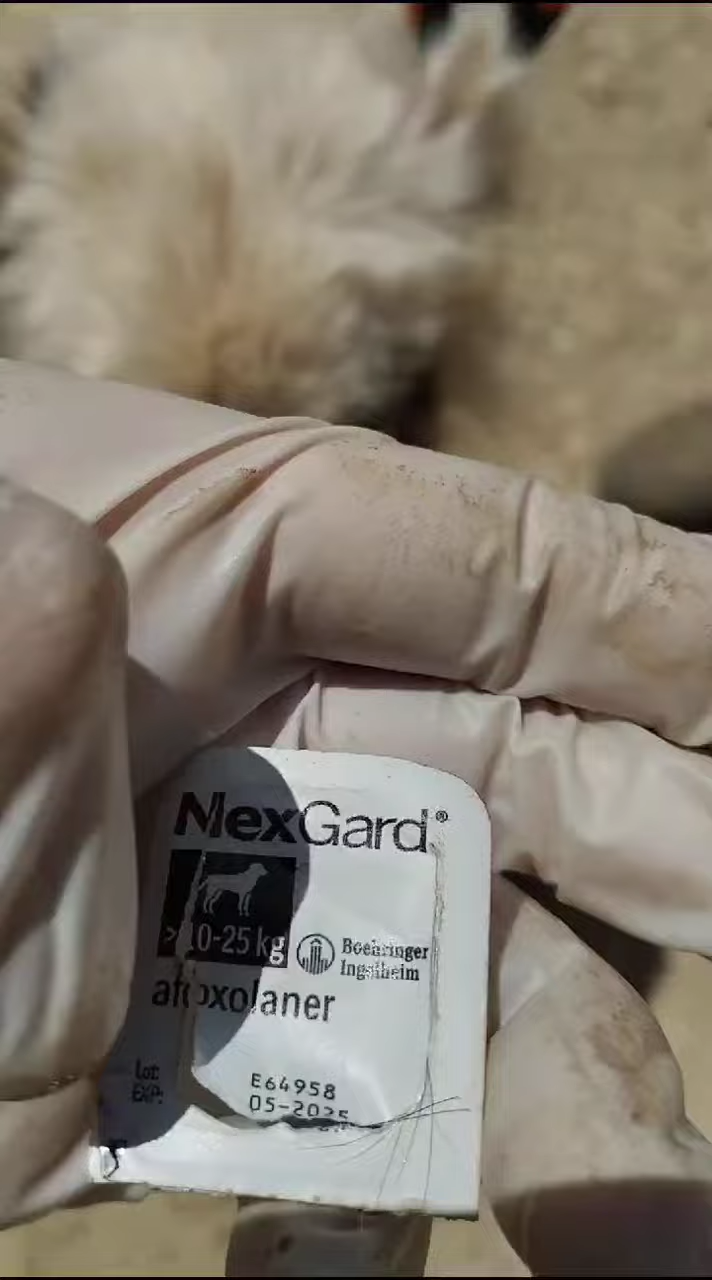 NexGard®
>10-25 kg
Boehringer
Ingelheim
afoxolaner
Lot: E64958
EXP: 05-2025